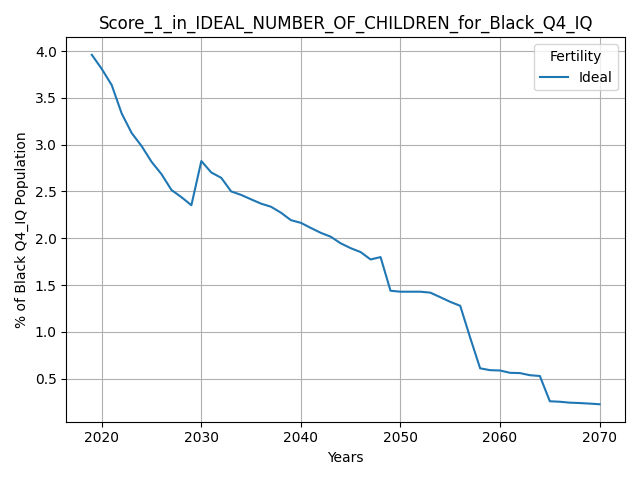 Score_1_in_IDEAL_NUMBER_OF_CHILDREN_for_Black_Q4_IQ
Fertility
Ideal
% of Black Q4_IQ Population
4.0
3.5
3.0
2.5
2.0
1.5
1.0
0.5
2020 2030 2040 2050 2060 2070
Years